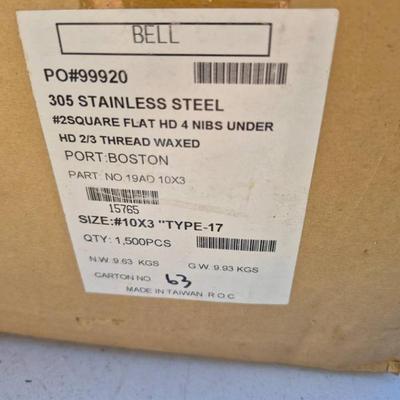 BELL
PO#99920
305 STAINLESS STEEL
#2SQUARE FLAT HD 4 NIBS UNDER
HD 2/3 THREAD WAXED
PORT:BOSTON
PART: NO.19AD 10X3
15765
SIZE:#10X3 "TYPE-17
QTY: 1,500PCS
N.W.9.63 KGS G.W.9.93 KGS
CARTON NO 63
MADE IN TAIWAN R.O.C